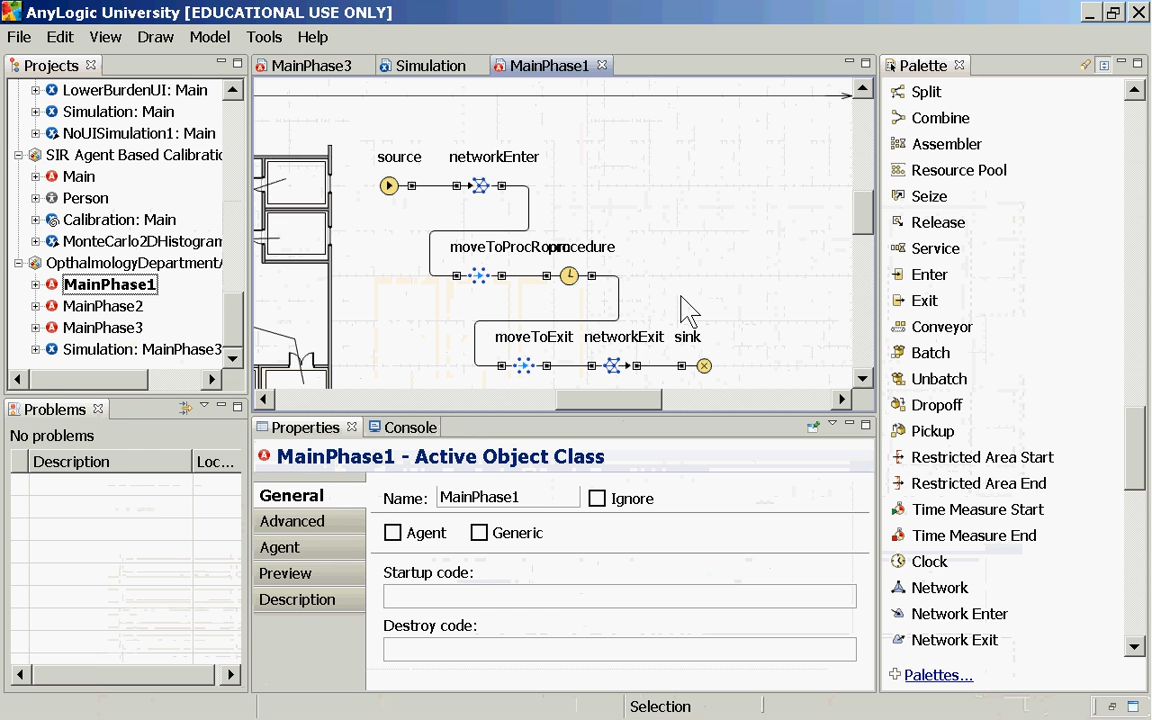 AnyLogic University [EDUCATIONAL USE ONLY]
File Edit View Draw Model Tools Help
Projects
LowerBurdenUI: Main
Simulation: Main
NoUISimulation1: Main
SIR Agent Based Calibratic
Main
Person
Calibration: Main
MonteCarlo2DHistogram
OpthalmologyDepartment
MainPhase1
MainPhase2
MainPhase3
Simulation: MainPhase3
Problems
No problems
Description Loc...
MainPhase3 Simulation MainPhase1
source networkEnter
moveToProcRoom procedure
moveToExit networkExit sink
Properties Console
MainPhase1 - Active Object Class
General
Advanced
Agent
Preview
Description
Name: MainPhase1 Ignore
Agent Generic
Startup code:
Destroy code:
Palette
Split
Combine
Assembler
Resource Pool
Seize
Release
Service
Enter
Exit
Conveyor
Batch
Unbatch
Dropoff
Pickup
Restricted Area Start
Restricted Area End
Time Measure Start
Time Measure End
Clock
Network
Network Enter
Network Exit
Palettes...
Selection